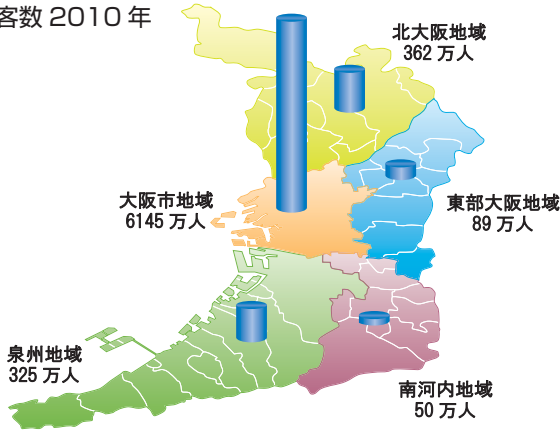 客数 2010 年
北大阪地域
362 万人
大阪市地域
6145 万人
東部大阪地域
89 万人
泉州地域
325 万人
南河内地域
50 万人